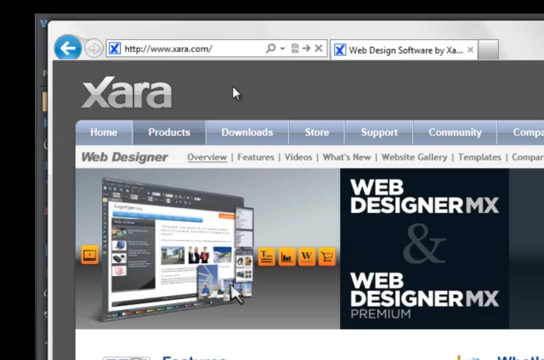 http://www.xara.com/
Web Design Software by Xa...
xara
Home Products Downloads Store Support Community Compa
Web Designer Overview | Features | Videos | What's New | Website Gallery | Templates | Compar
WEB
DESIGNER MX
&
WEB
DESIGNER MX
PREMIUM
Features
What's